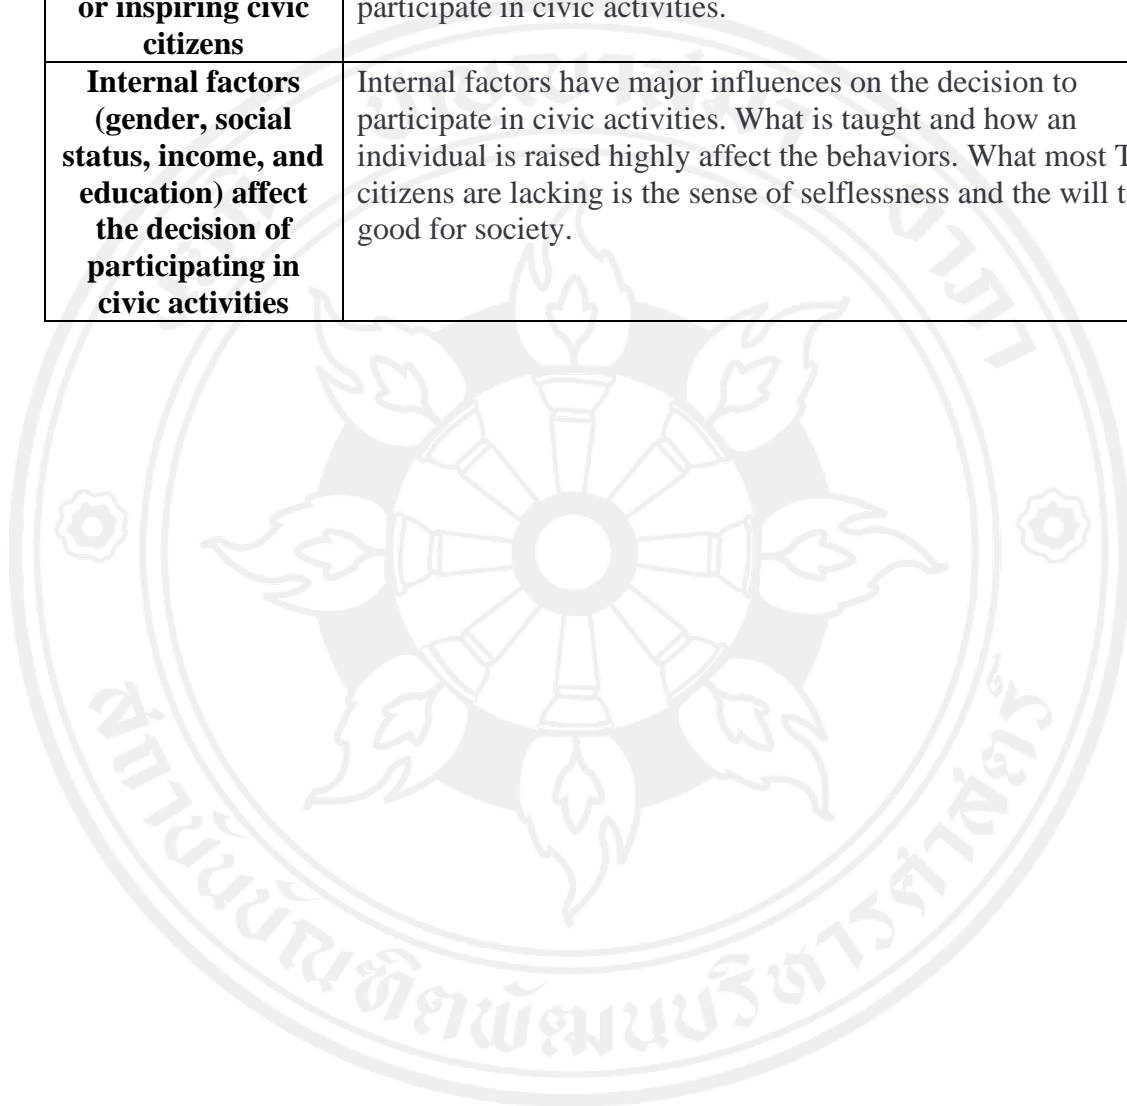 or inspiring civic
citizens
participate in civic activities.
Internal factors
(gender, social
status, income, and
education) affect
the decision of
participating in
civic activities
Internal factors have major influences on the decision to
participate in civic activities. What is taught and how an
individual is raised highly affect the behaviors. What most T
citizens are lacking is the sense of selflessness and the will t
good for society.
สถาบันบัณฑิตพัฒนบริหารศาสตร์